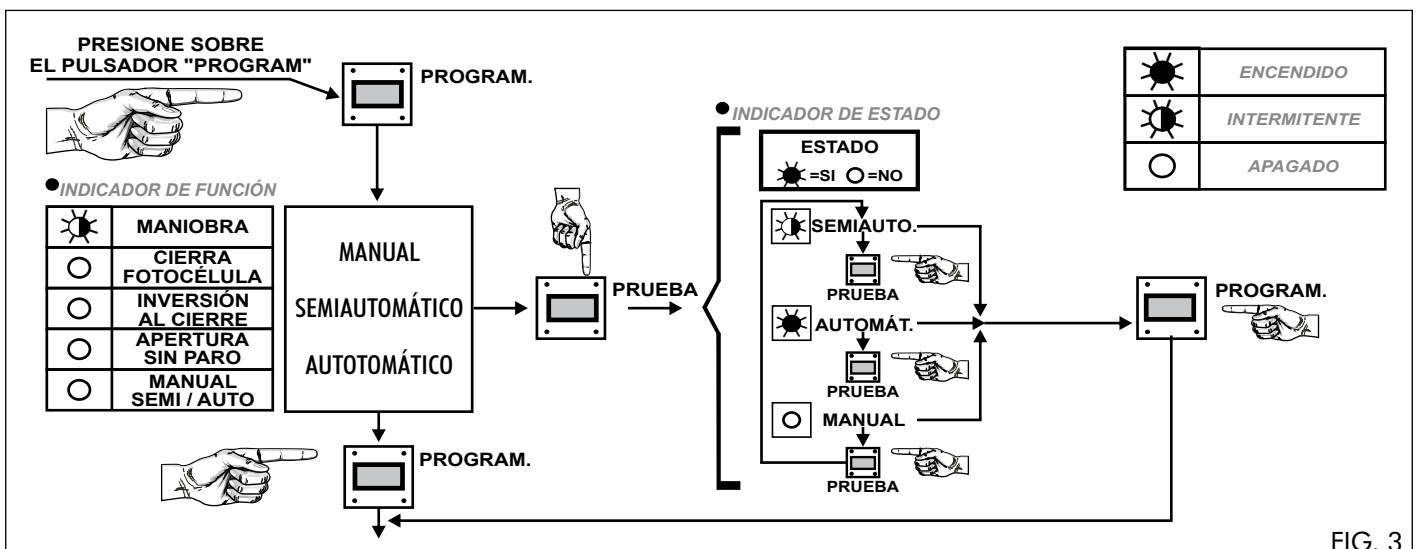 PRESIONE SOBRE
EL PULSADOR "PROGRAM"
PROGRAM.
INDICADOR DE FUNCIÓN
MANIOBRA
CIERRA
FOTOCÉLULA
INVERSIÓN
AL CIERRE
APERTURA
SIN PARO
MANUAL
SEMI / AUTO
MANUAL
SEMIAUTOMÁTICO
AUTOTOMÁTICO
PROGRAM.
PRUEBA
INDICADOR DE ESTADO
ESTADO
=SI =NO
SEMIAUTO.
PRUEBA
AUTOMÁT.
PRUEBA
MANUAL
PRUEBA
PROGRAM.
ENCENDIDO
INTERMITENTE
APAGADO
FIG. 3